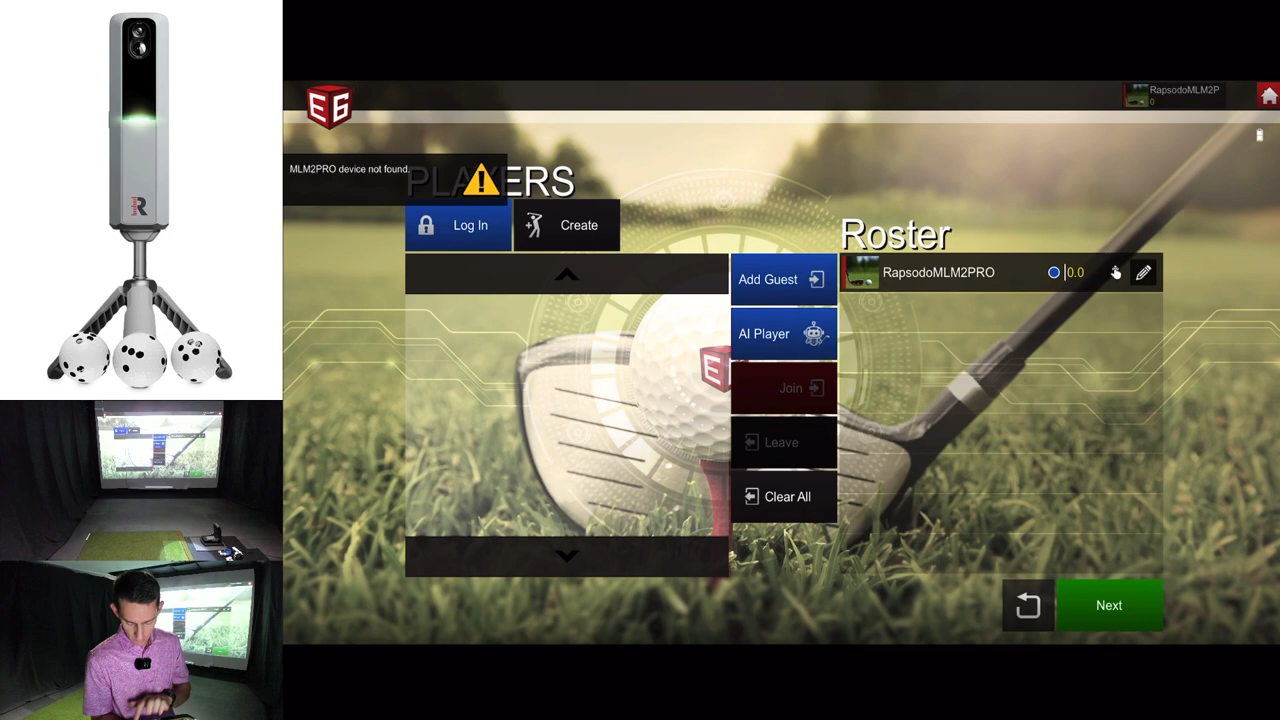 E6
RapsodoMLM2P
0
MLM2PRO device not found.
PLAYERS
Log In
Create
Roster
Add Guest
RapsodoMLM2PRO
0.0
AI Player
Join
Leave
Clear All
Next